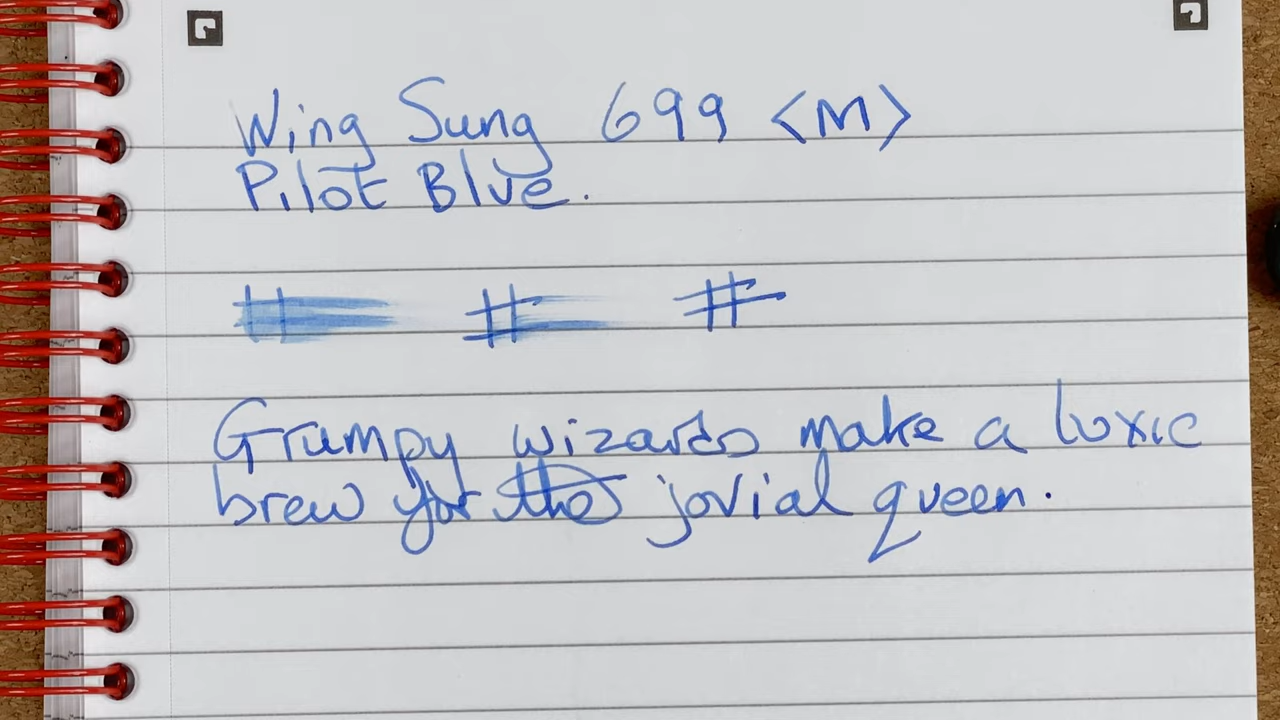 Wing Sung 699 <M>
Pilot Blue.
# # #
Grumpy wizards make a toxic
brew for the jovial queen.